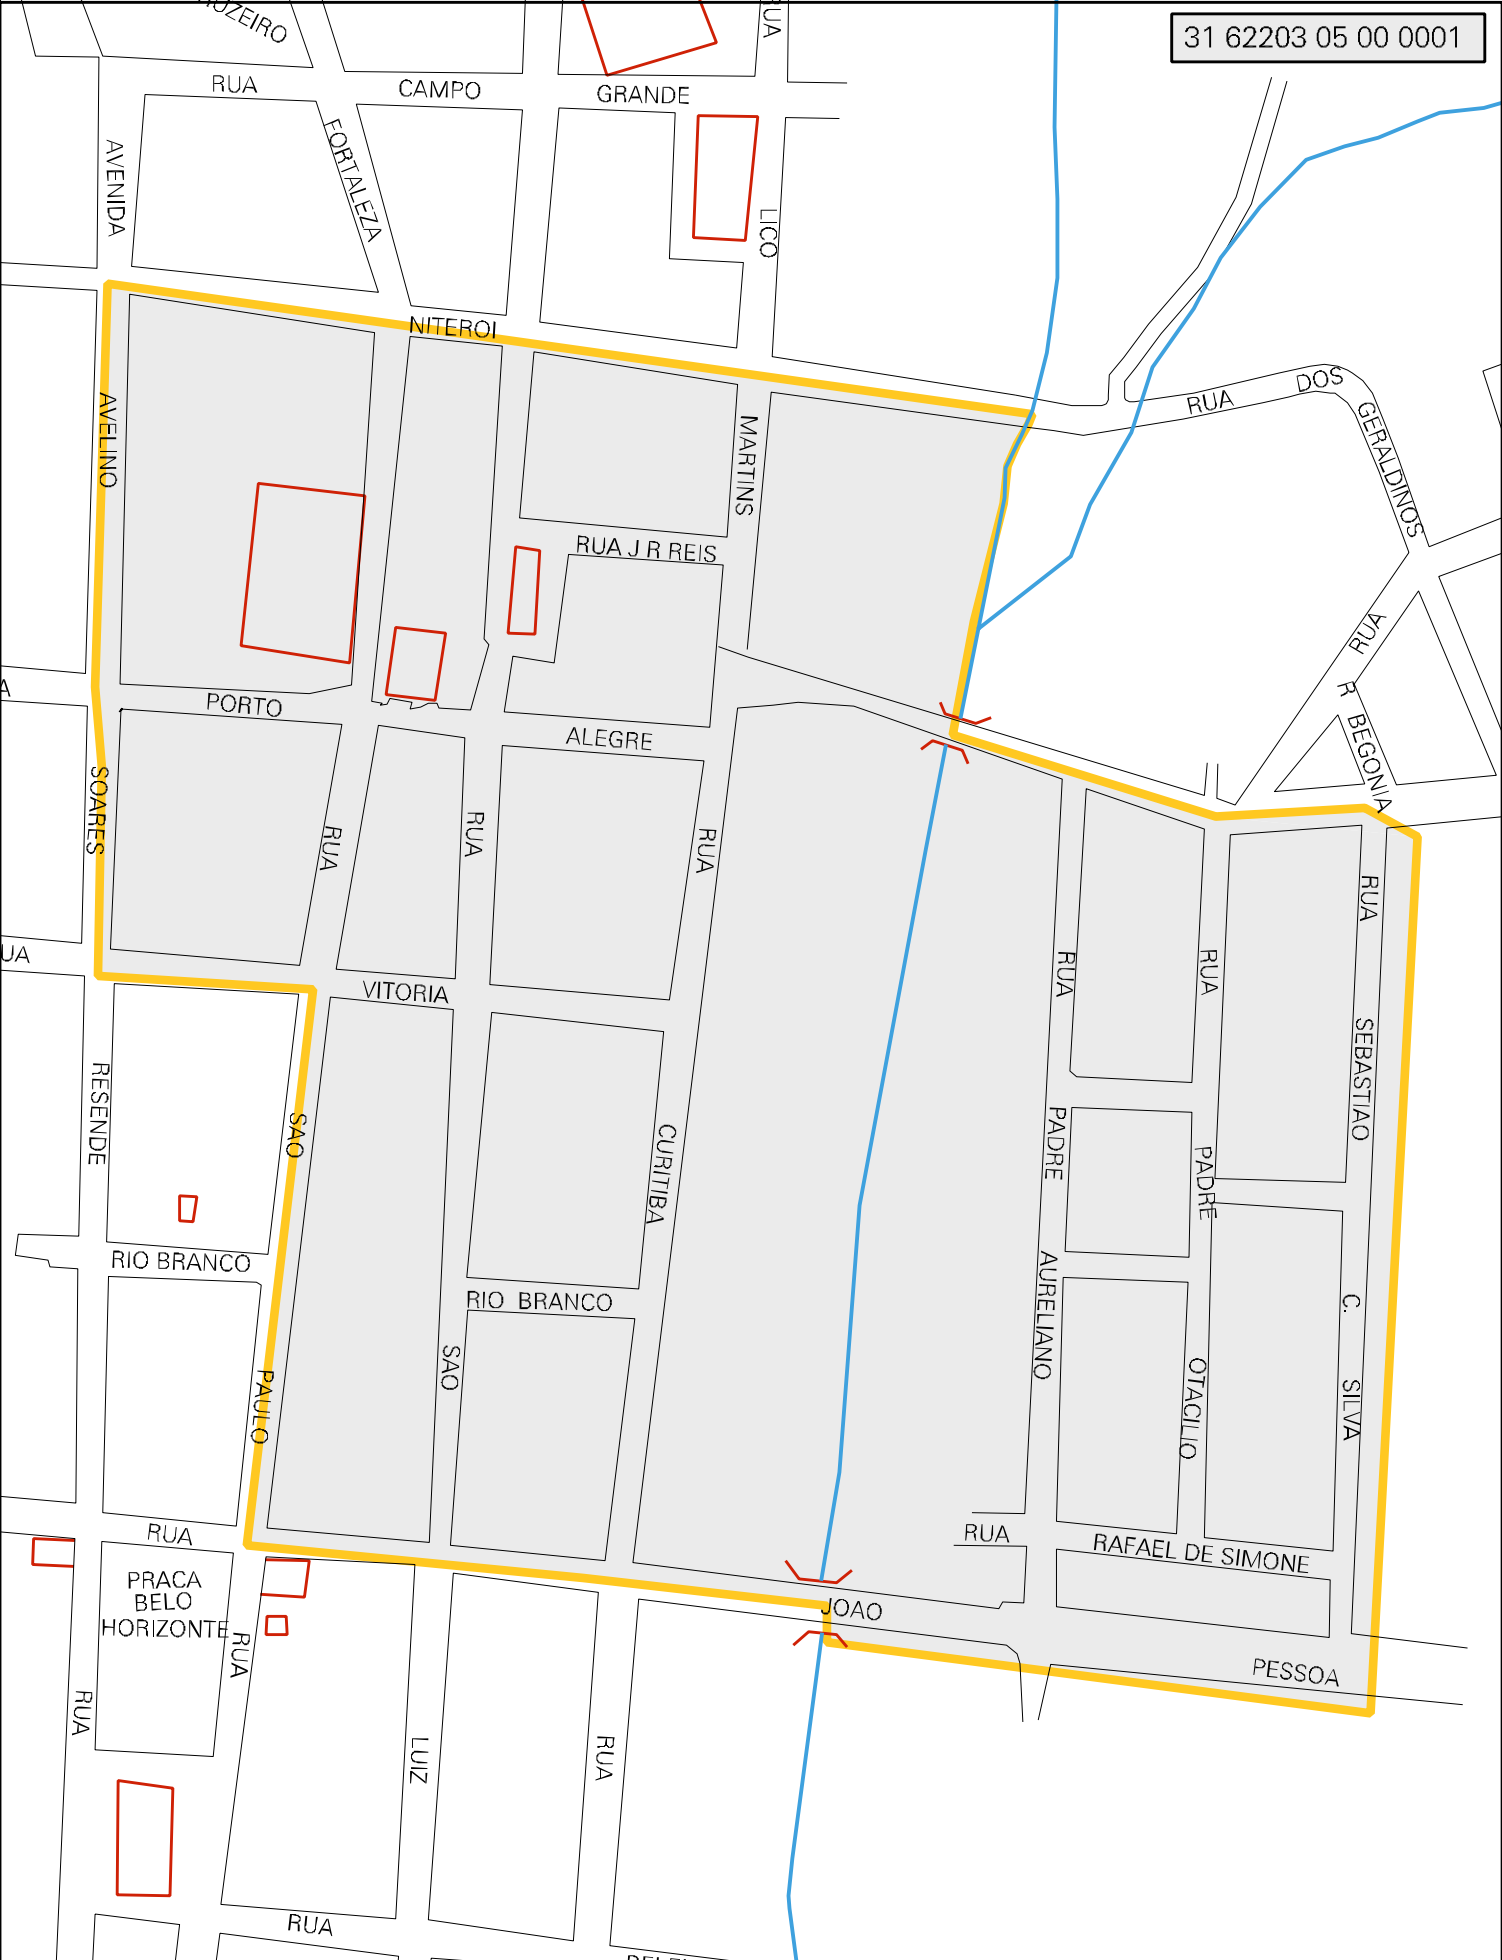 UZEIRO
RUA
31 62203 05 00 0001
RUA
CAMPO
GRANDE
AVENIDA
FORTALEZA
LICO
NITEROI
AVELINO
MARTINS
RUA
DOS
GERALDINOS
RUA J R REIS
RUA
R BEGONIA
A
PORTO
ALEGRE
SOARES
RUA
RUA
RUA
RUA
UA
VITORIA
RUA
RUA
RESENDE
SAO
CURITIBA
PADRE
PADRE
SEBASTIAO
RIO BRANCO
RIO BRANCO
AURELIANO
C.
SAO
PAULO
OTACILIO
SILVA
RUA
RUA
RAFAEL DE SIMONE
PRACA
BELO
HORIZONTE
JOAO
RUA
PESSOA
RUA
LUIZ
RUA
RUA